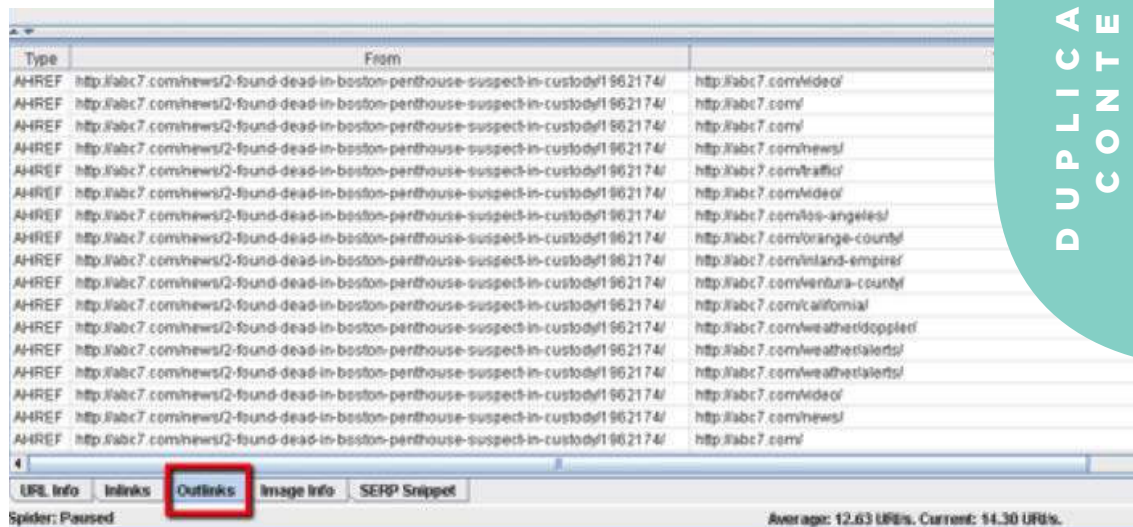 Type From
AHREF http://abc7.com/news/2-found-dead-in-boston-penthouse-suspect-in-custody/1962174/ http://abc7.com/video/
AHREF http://abc7.com/news/2-found-dead-in-boston-penthouse-suspect-in-custody/1962174/ http://abc7.com/
AHREF http://abc7.com/news/2-found-dead-in-boston-penthouse-suspect-in-custody/1962174/ http://abc7.com/
AHREF http://abc7.com/news/2-found-dead-in-boston-penthouse-suspect-in-custody/1962174/ http://abc7.com/news/
AHREF http://abc7.com/news/2-found-dead-in-boston-penthouse-suspect-in-custody/1962174/ http://abc7.com/traffic/
AHREF http://abc7.com/news/2-found-dead-in-boston-penthouse-suspect-in-custody/1962174/ http://abc7.com/video/
AHREF http://abc7.com/news/2-found-dead-in-boston-penthouse-suspect-in-custody/1962174/ http://abc7.com/los-angeles/
AHREF http://abc7.com/news/2-found-dead-in-boston-penthouse-suspect-in-custody/1962174/ http://abc7.com/orange-county/
AHREF http://abc7.com/news/2-found-dead-in-boston-penthouse-suspect-in-custody/1962174/ http://abc7.com/inland-empire/
AHREF http://abc7.com/news/2-found-dead-in-boston-penthouse-suspect-in-custody/1962174/ http://abc7.com/ventura-county/
AHREF http://abc7.com/news/2-found-dead-in-boston-penthouse-suspect-in-custody/1962174/ http://abc7.com/california/
AHREF http://abc7.com/news/2-found-dead-in-boston-penthouse-suspect-in-custody/1962174/ http://abc7.com/weather/doppler/
AHREF http://abc7.com/news/2-found-dead-in-boston-penthouse-suspect-in-custody/1962174/ http://abc7.com/weather/alerts/
AHREF http://abc7.com/news/2-found-dead-in-boston-penthouse-suspect-in-custody/1962174/ http://abc7.com/weather/alerts/
AHREF http://abc7.com/news/2-found-dead-in-boston-penthouse-suspect-in-custody/1962174/ http://abc7.com/video/
AHREF http://abc7.com/news/2-found-dead-in-boston-penthouse-suspect-in-custody/1962174/ http://abc7.com/news/
AHREF http://abc7.com/news/2-found-dead-in-boston-penthouse-suspect-in-custody/1962174/ http://abc7.com/
URL Info Inlinks Outlinks Image Info SERP Snippet
Spider: Paused Average: 12.63 URI/s. Current: 14.30 URI/s.
DUPLICA
CONTE